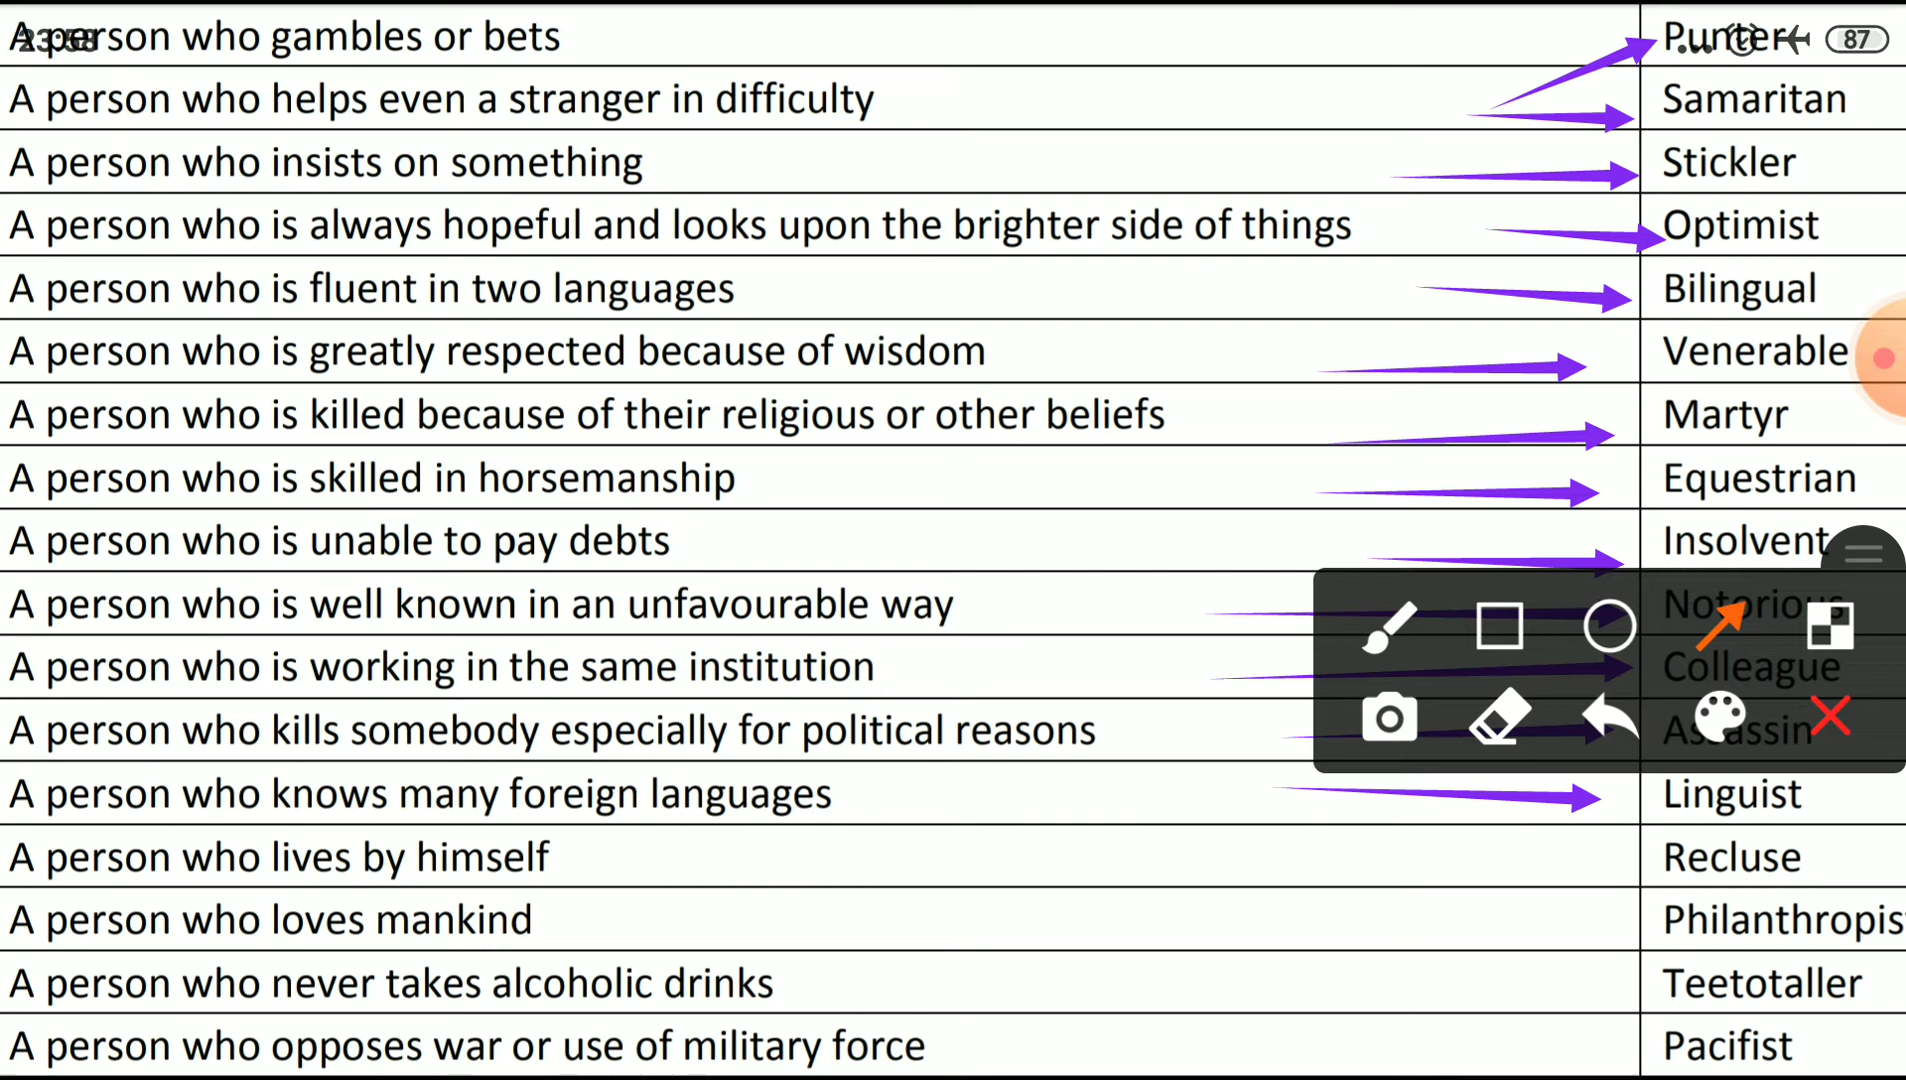 A person who gambles or bets Punter
23:58 ... 87
A person who helps even a stranger in difficulty Samaritan
A person who insists on something Stickler
A person who is always hopeful and looks upon the brighter side of things Optimist
A person who is fluent in two languages Bilingual
A person who is greatly respected because of wisdom Venerable
A person who is killed because of their religious or other beliefs Martyr
A person who is skilled in horsemanship Equestrian
A person who is unable to pay debts Insolvent
A person who is well known in an unfavourable way Notorious
A person who is working in the same institution Colleague
A person who kills somebody especially for political reasons Assassin
A person who knows many foreign languages Linguist
A person who lives by himself Recluse
A person who loves mankind Philanthropis
A person who never takes alcoholic drinks Teetotaller
A person who opposes war or use of military force Pacifist